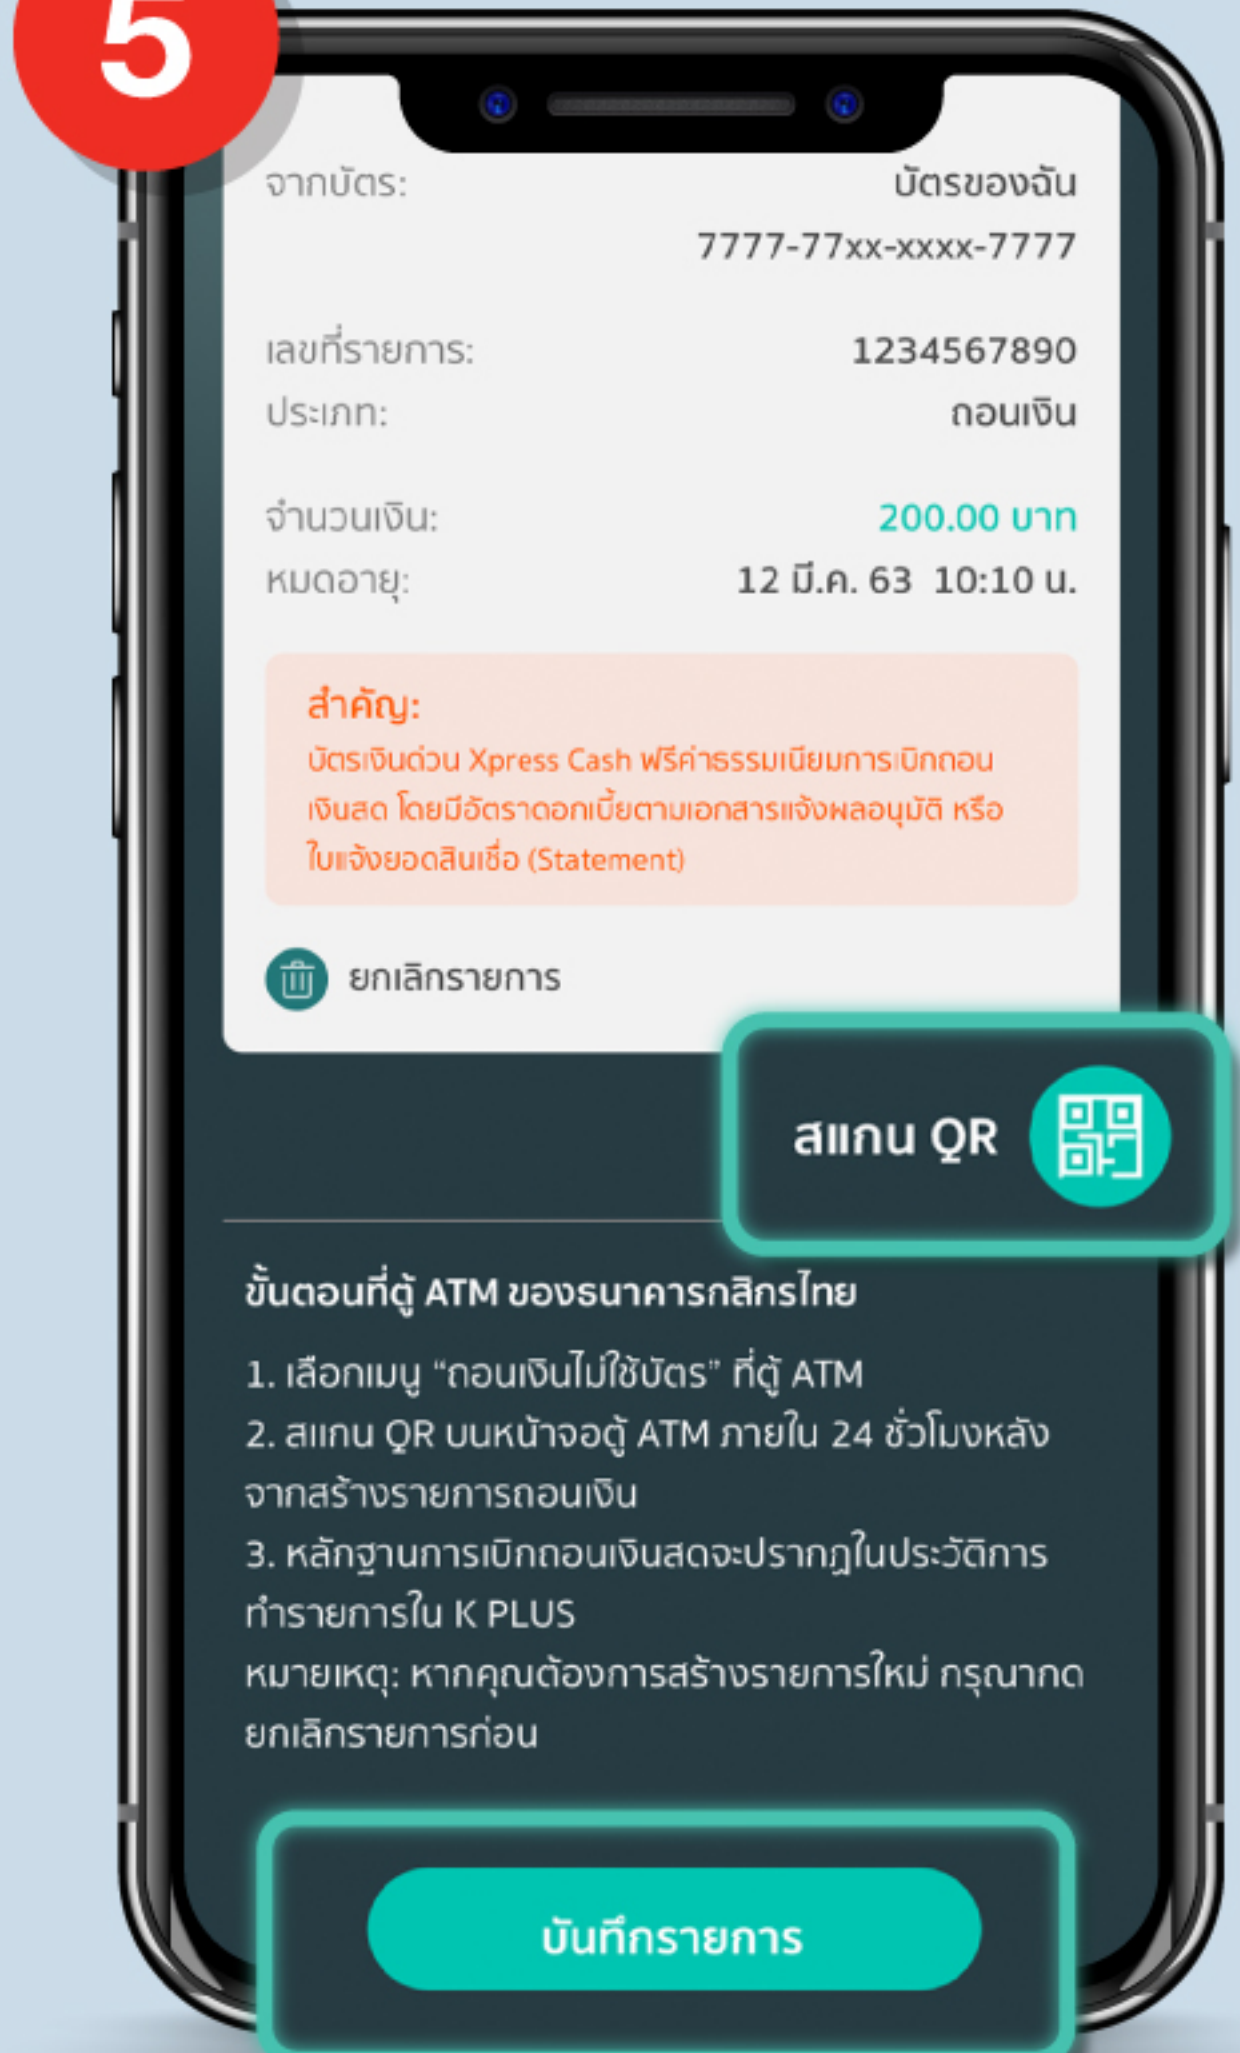 5
จากบัตร: บัตรของฉัน
7777-77xx-xxxx-7777
เลขที่รายการ: 1234567890
ประเภท: ถอนเงิน
จำนวนเงิน: 200.00 บาท
หมดอายุ: 12 มี.ค. 63 10:10 น.
สำคัญ:
บัตรเงินด่วน Xpress Cash ฟรีค่าธรรมเนียมการเบิกถอน
เงินสด โดยมีอัตราดอกเบี้ยตามเอกสารแจ้งผลอนุมัติ หรือ
ใบแจ้งยอดสินเชื่อ (Statement)
ยกเลิกรายการ
สแกน QR
ขั้นตอนที่ตู้ ATM ของธนาคารกสิกรไทย
1. เลือกเมนู “ถอนเงินไม่ใช้บัตร” ที่ตู้ ATM
2. สแกน QR บนหน้าจอตู้ ATM ภายใน 24 ชั่วโมงหลัง
จากสร้างรายการถอนเงิน
3. หลักฐานการเบิกถอนเงินสดจะปรากฏในประวัติการ
ทำรายการใน K PLUS
หมายเหตุ: หากคุณต้องการสร้างรายการใหม่ กรุณากด
ยกเลิกรายการก่อน
บันทึกรายการ